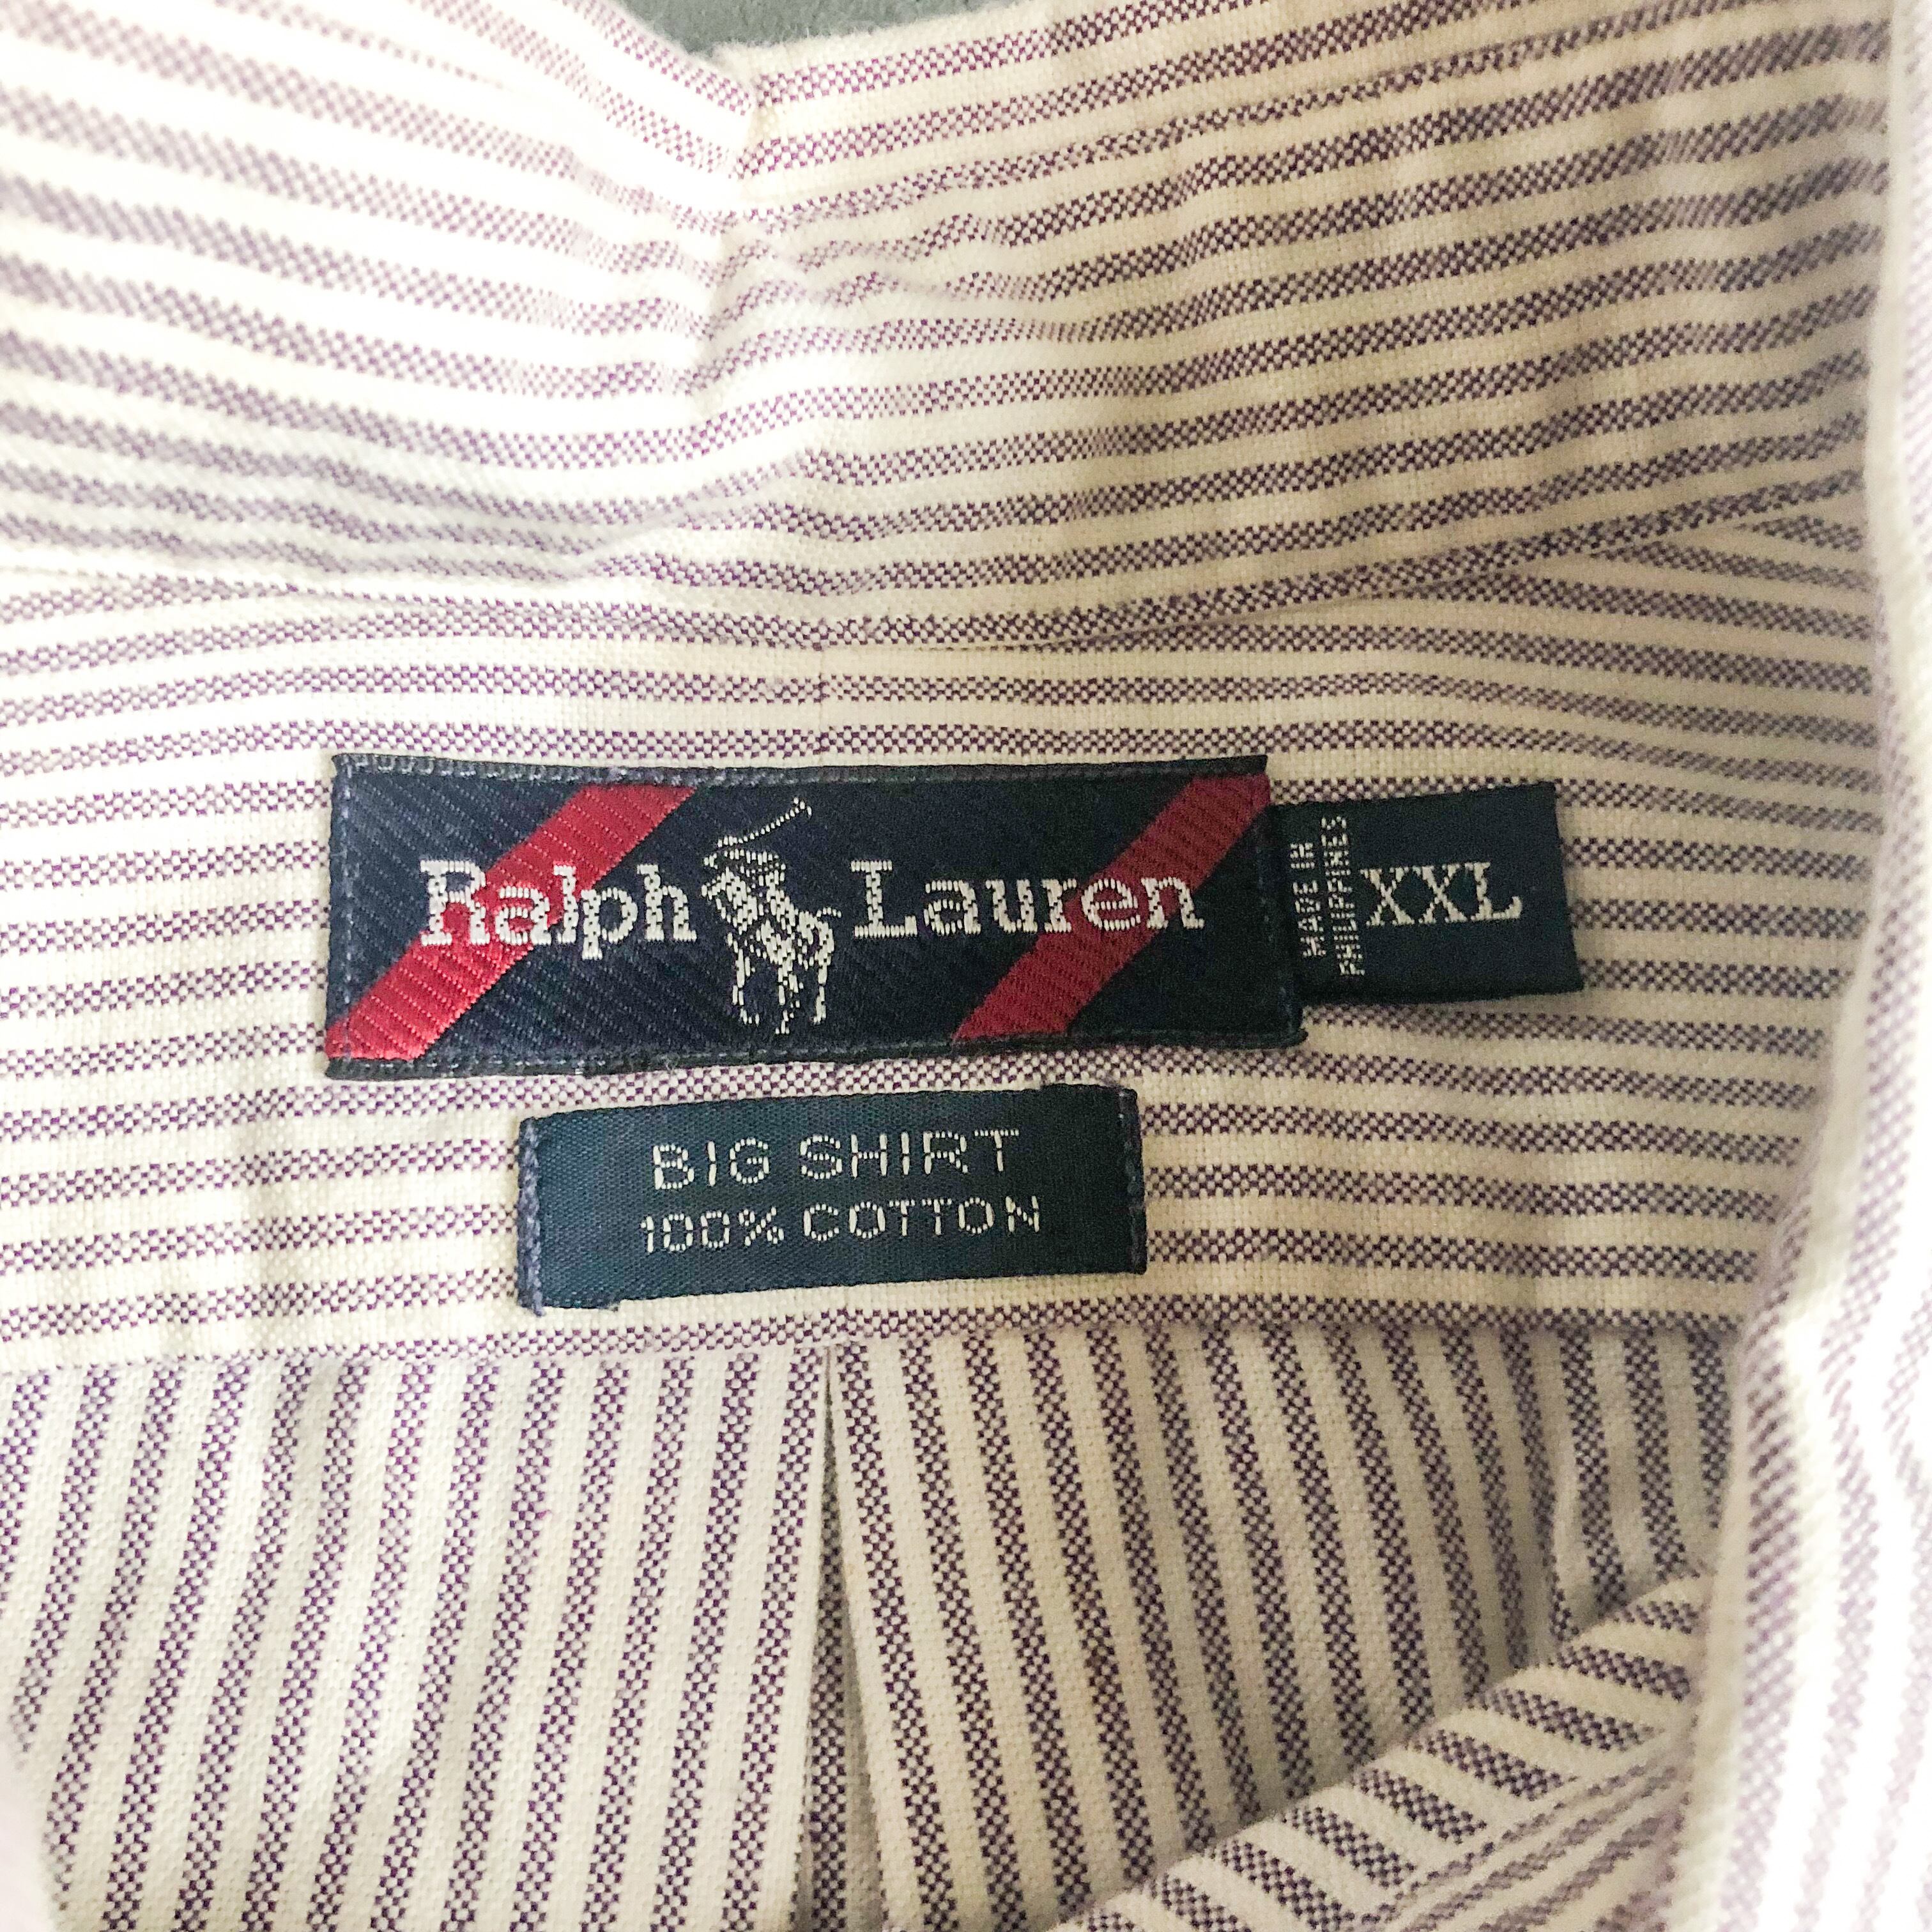 Ralph Lauren
MADE IN
PHILIPPINES
XXL
BIG SHIRT
100% COTTON